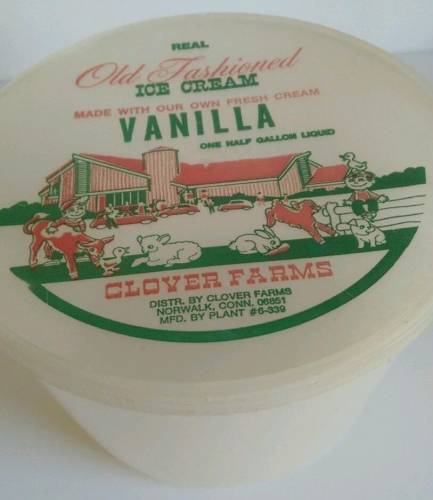 REAL
Old Fashioned
ICE CREAM
MADE WITH OUR OWN FRESH CREAM
VANILLA
ONE HALF GALLON LIQUID
CLOVER FARMS
DISTR. BY CLOVER FARMS
NORWALK, CONN. 06851
MFD. BY PLANT #6-339